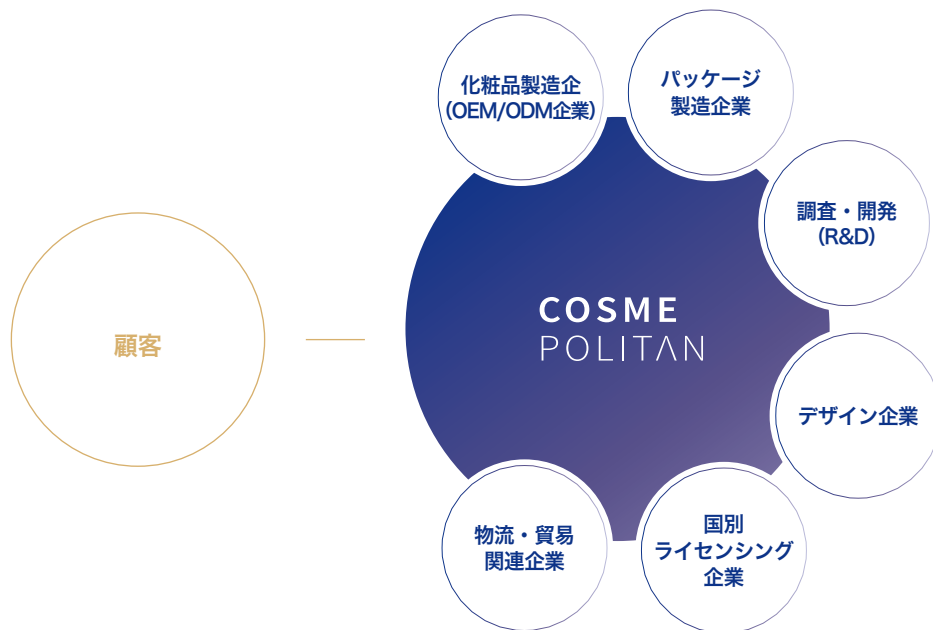 化粧品製造企
(OEM/ODM企業)
パッケージ
製造企業
調査・開発
(R&D)
顧客
COSME
POLITAN
デザイン企業
物流・貿易
関連企業
国別
ライセンシング
企業